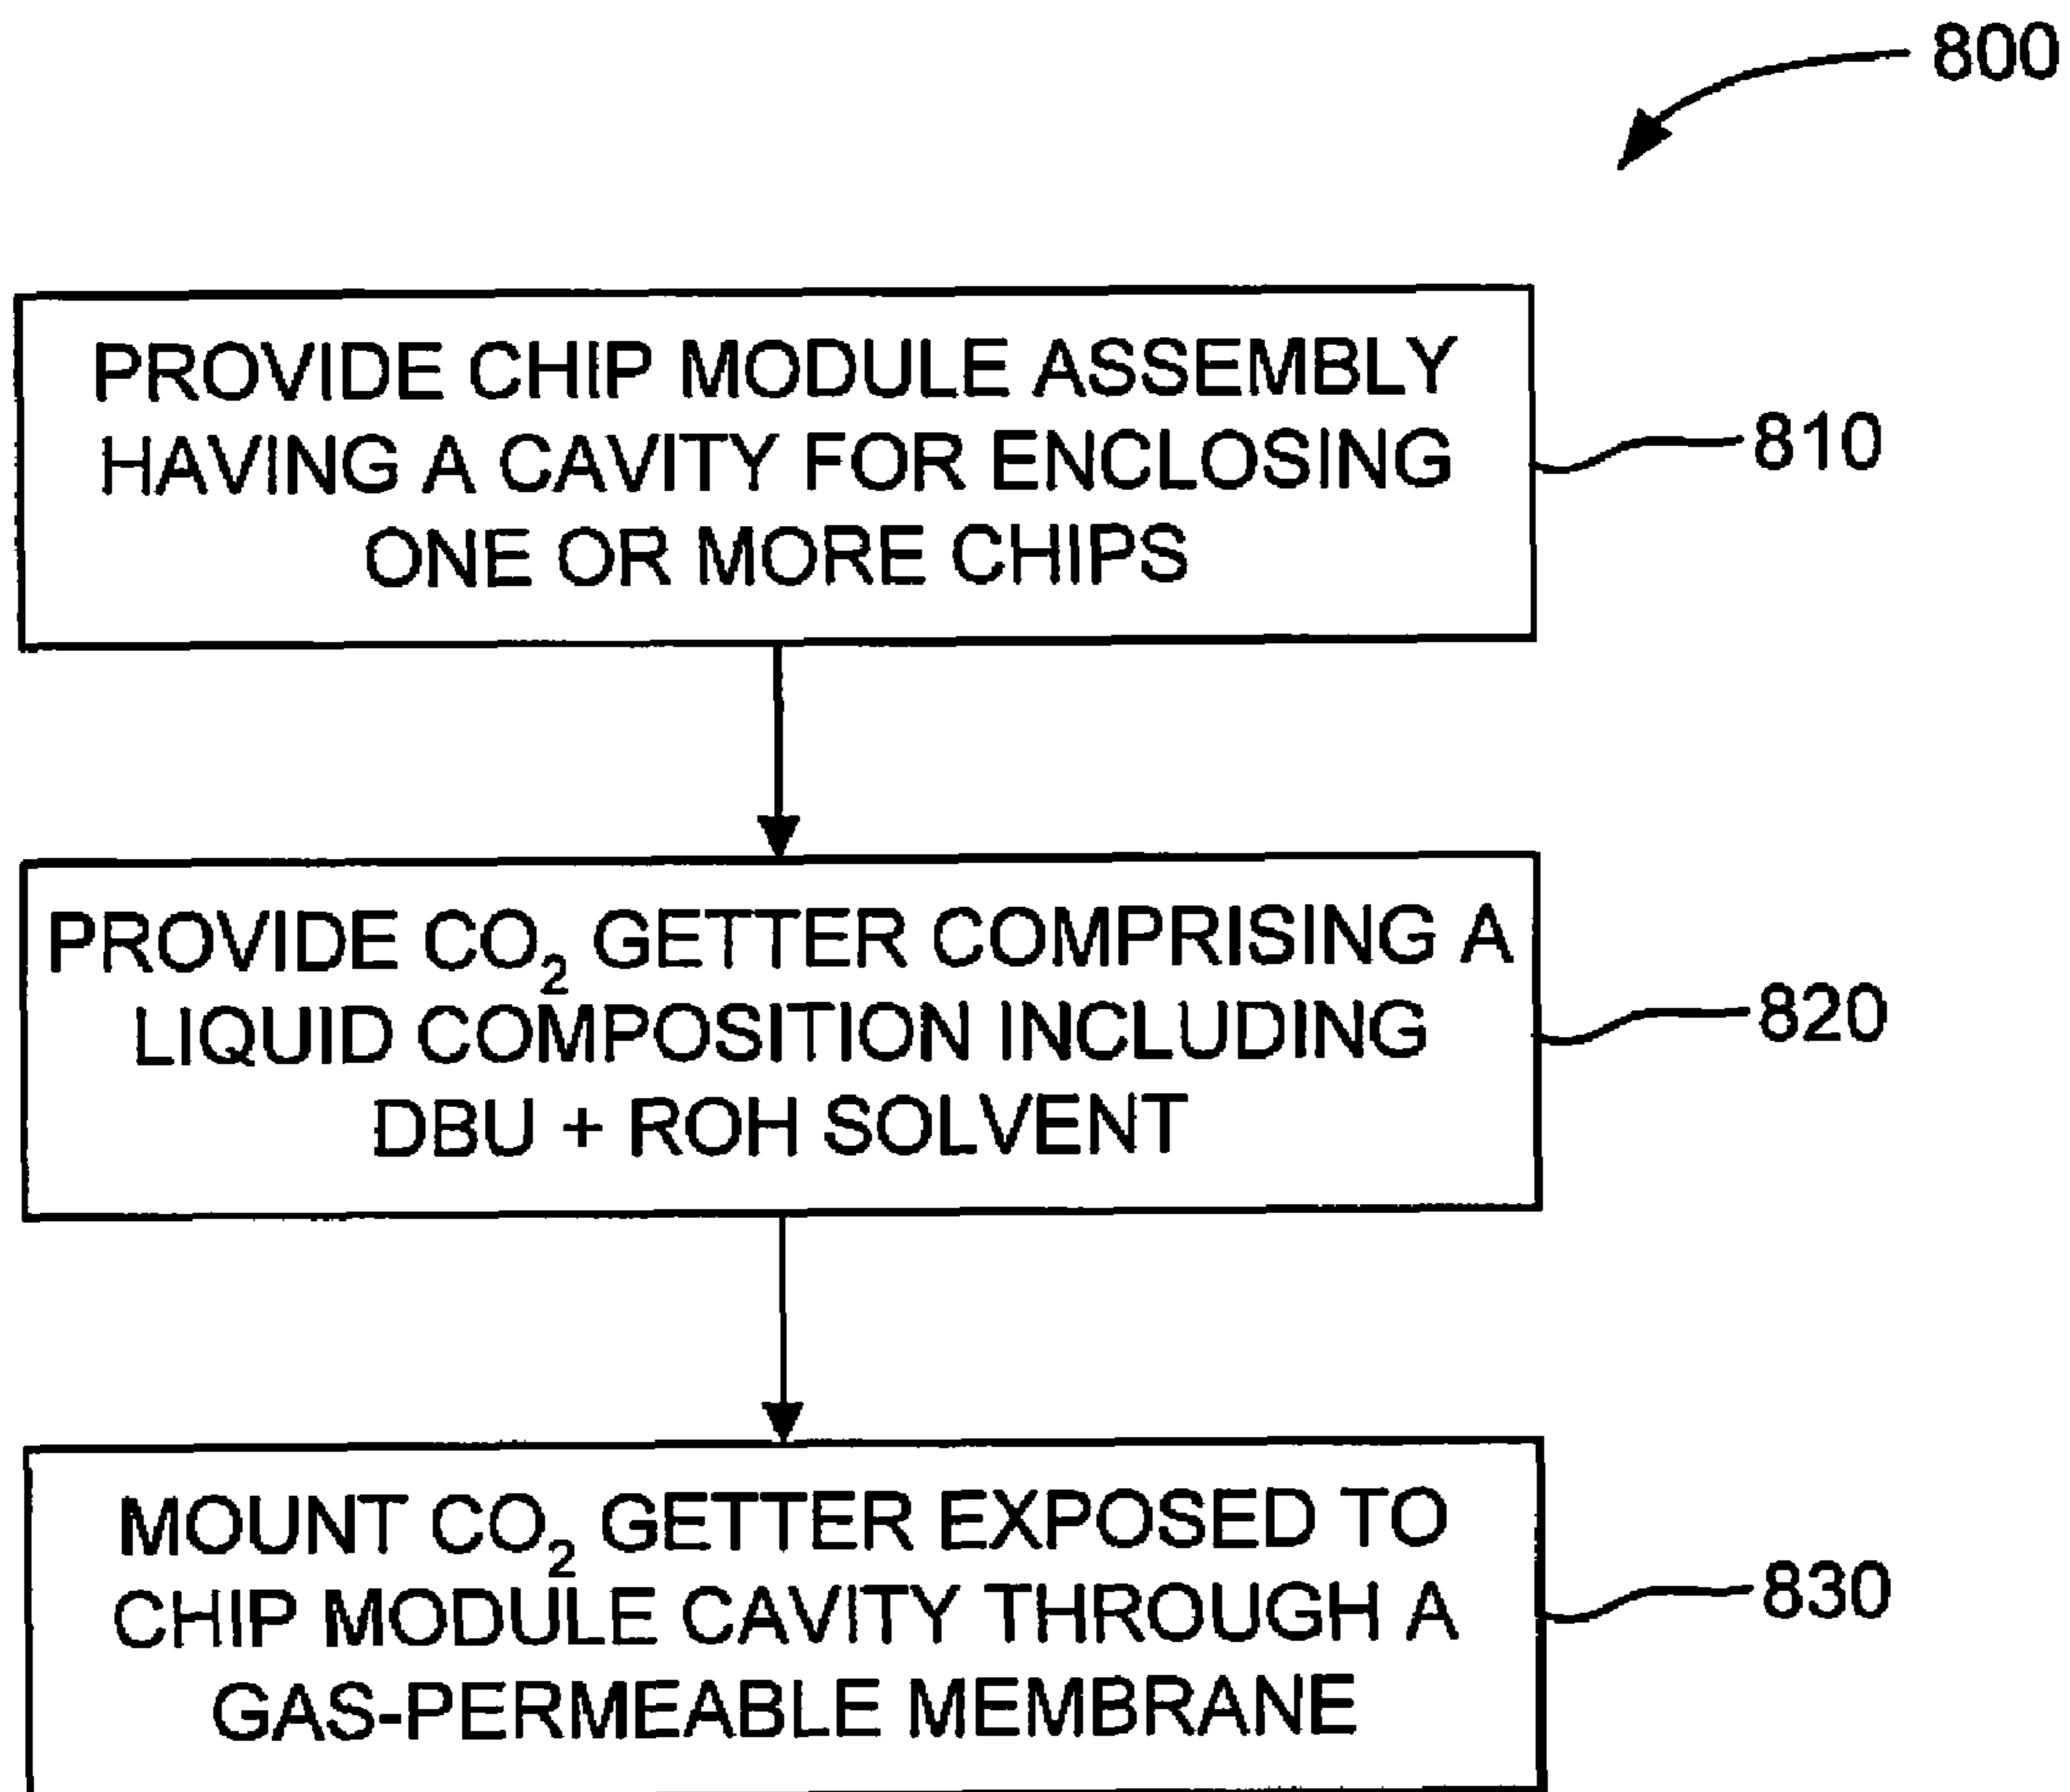 800
PROVIDE CHIP MODULE ASSEMBLY
HAVING A CAVITY FOR ENCLOSING
ONE OR MORE CHIPS
810
PROVIDE CO₂ GETTER COMPRISING A
LIQUID COMPOSITION INCLUDING
DBU + ROH SOLVENT
820
MOUNT CO₂ GETTER EXPOSED TO
CHIP MODULE CAVITY THROUGH A
GAS-PERMEABLE MEMBRANE
830